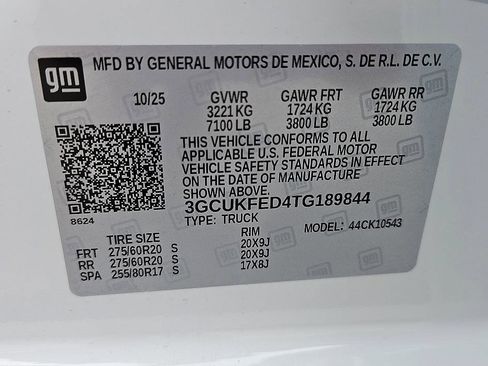 gm MFD BY GENERAL MOTORS DE MEXICO, S. DE R.L. DE C.V.
10/25 GVWR GAWR FRT GAWR RR
3221 KG 1724 KG 1724 KG
7100 LB 3800 LB 3800 LB
THIS VEHICLE CONFORMS TO ALL
APPLICABLE U.S. FEDERAL MOTOR
VEHICLE SAFETY STANDARDS IN EFFECT
ON THE DATE OF MANUFACTURE
SHOWN ABOVE.
3GCUKFED4TG189844
8624
TYPE: TRUCK MODEL: 44CK10543
TIRE SIZE RIM
FRT 275/60R20 S 20X9J
RR 275/60R20 S 20X9J
SPA 255/80R17 S 17X8J